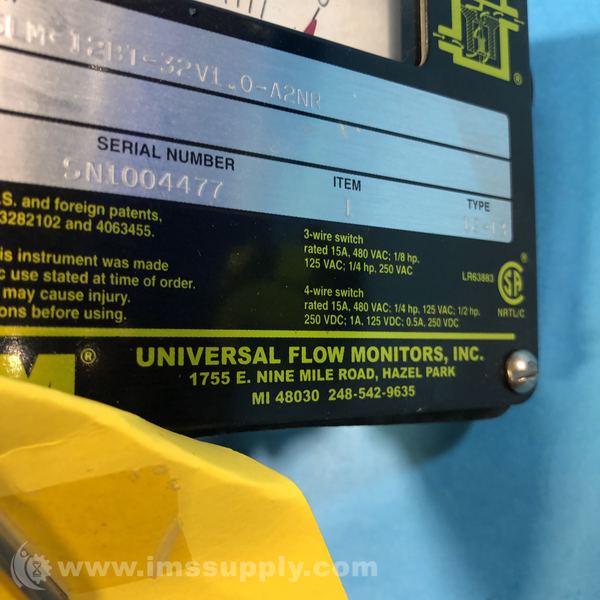 12BT-32V1.0-A2NR
SERIAL NUMBER
SN1004477
ITEM
1
TYPE
.S. and foreign patents,
3282102 and 4063455.
is instrument was made
c use stated at time of order.
may cause injury.
ons before using.
3-wire switch
rated 15A, 480 VAC; 1/8 hp.
125 VAC; 1/4 hp. 250 VAC
4-wire switch
rated 15A, 480 VAC; 1/4 hp. 125 VAC; 1/2 hp.
250 VDC; 1A, 125 VDC; 0.5A, 250 VDC
LR63883
NRTL/C
®
M®
UNIVERSAL FLOW MONITORS, INC.
1755 E. NINE MILE ROAD, HAZEL PARK
MI 48030 248-542-9635
© www.imssupply.com